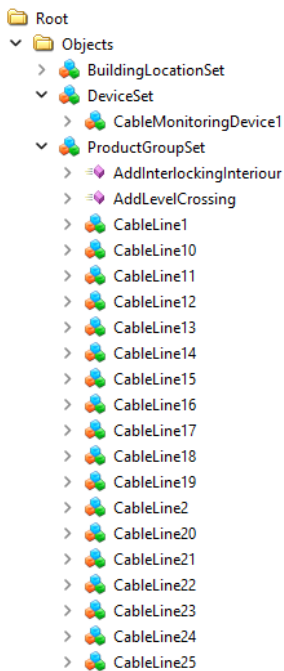 Root
Objects
BuildingLocationSet
DeviceSet
CableMonitoringDevice1
ProductGroupSet
AddInterlockingInteriour
AddLevelCrossing
CableLine1
CableLine10
CableLine11
CableLine12
CableLine13
CableLine14
CableLine15
CableLine16
CableLine17
CableLine18
CableLine19
CableLine2
CableLine20
CableLine21
CableLine22
CableLine23
CableLine24
CableLine25